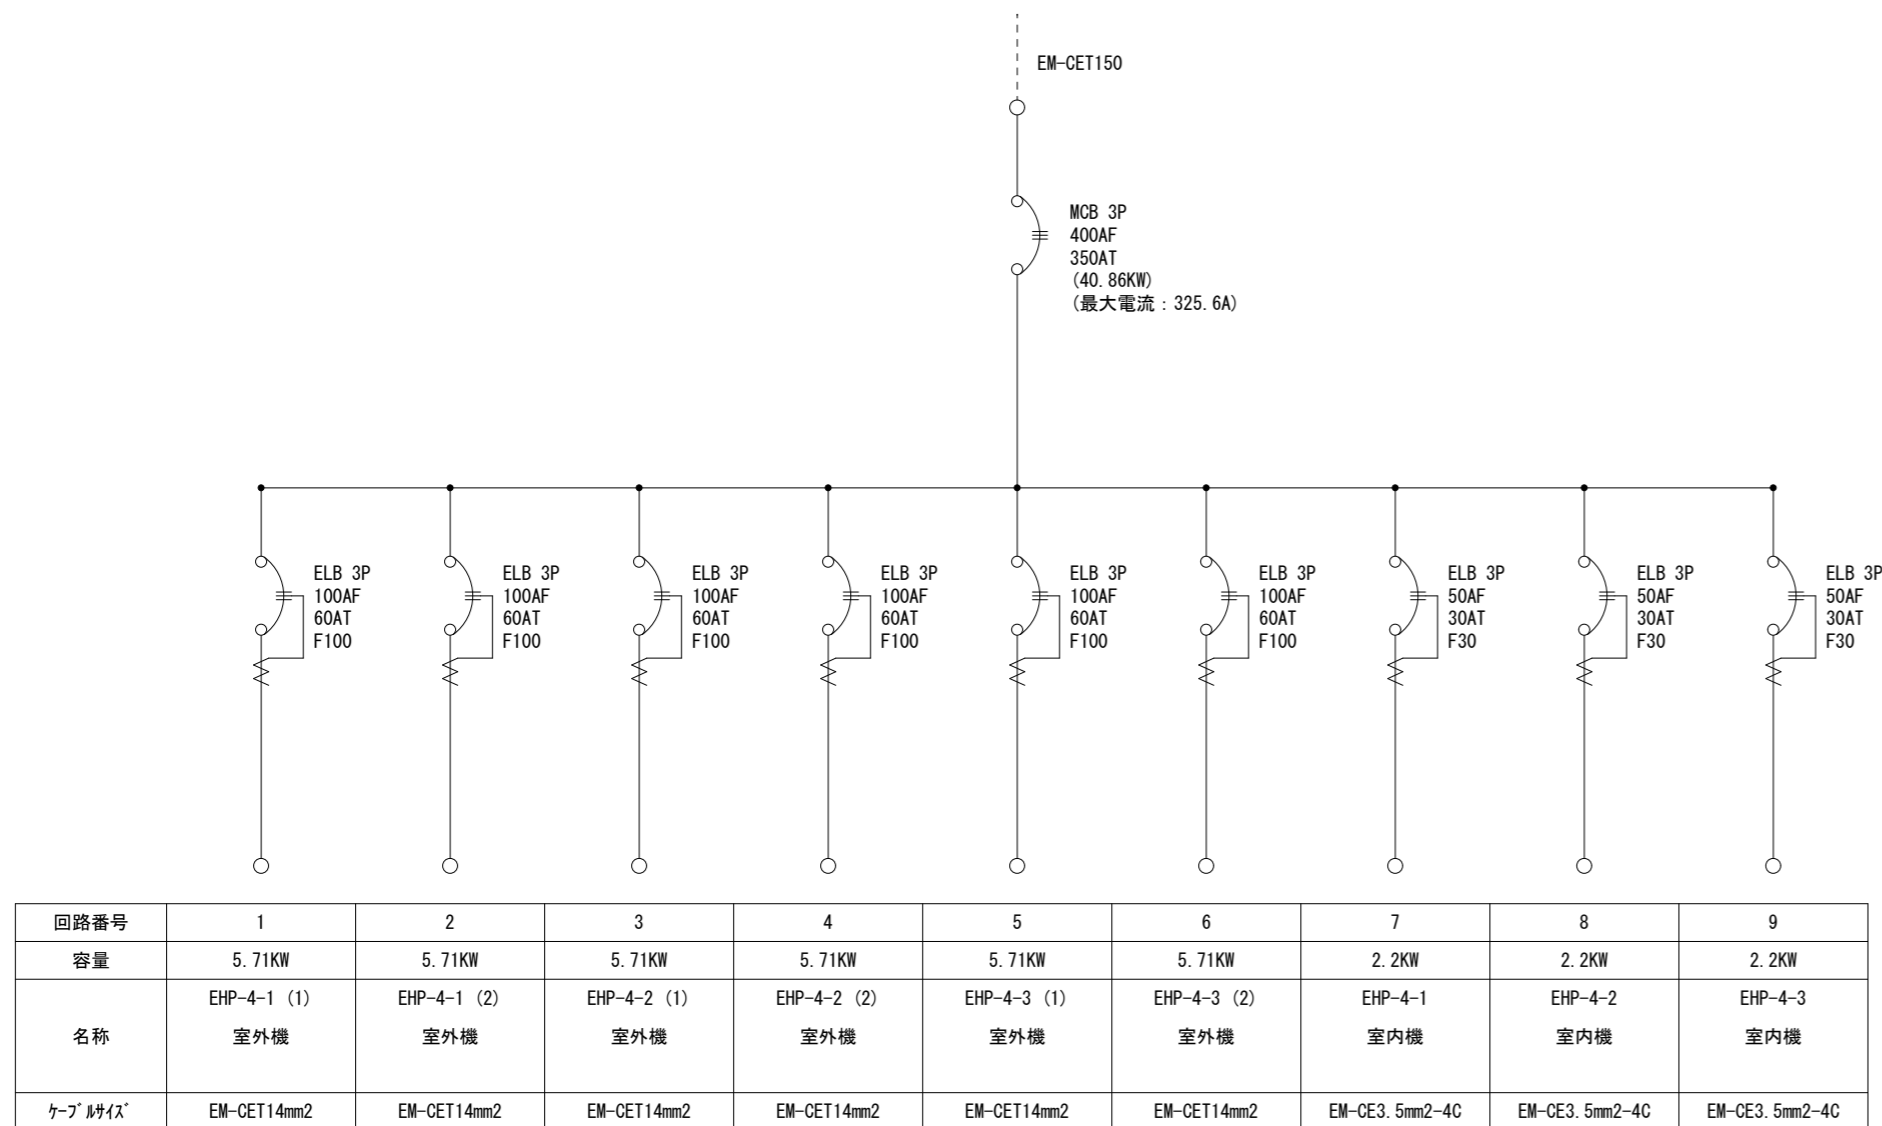 EM-CET150
MCB 3P
400AF
350AT
(40.86KW)
(最大電流：325.6A)
ELB 3P
100AF
60AT
F100
ELB 3P
100AF
60AT
F100
ELB 3P
100AF
60AT
F100
ELB 3P
100AF
60AT
F100
ELB 3P
100AF
60AT
F100
ELB 3P
100AF
60AT
F100
ELB 3P
50AF
30AT
F30
ELB 3P
50AF
30AT
F30
ELB 3P
50AF
30AT
F30
回路番号 1 2 3 4 5 6 7 8 9
容量 5.71KW 5.71KW 5.71KW 5.71KW 5.71KW 5.71KW 2.2KW 2.2KW 2.2KW
EHP-4-1 (1) EHP-4-1 (2) EHP-4-2 (1) EHP-4-2 (2) EHP-4-3 (1) EHP-4-3 (2) EHP-4-1 EHP-4-2 EHP-4-3
名称 室外機 室外機 室外機 室外機 室外機 室外機 室内機 室内機 室内機
ｹｰﾌﾞﾙｻｲｽﾞ EM-CET14mm2 EM-CET14mm2 EM-CET14mm2 EM-CET14mm2 EM-CET14mm2 EM-CET14mm2 EM-CE3.5mm2-4C EM-CE3.5mm2-4C EM-CE3.5mm2-4C